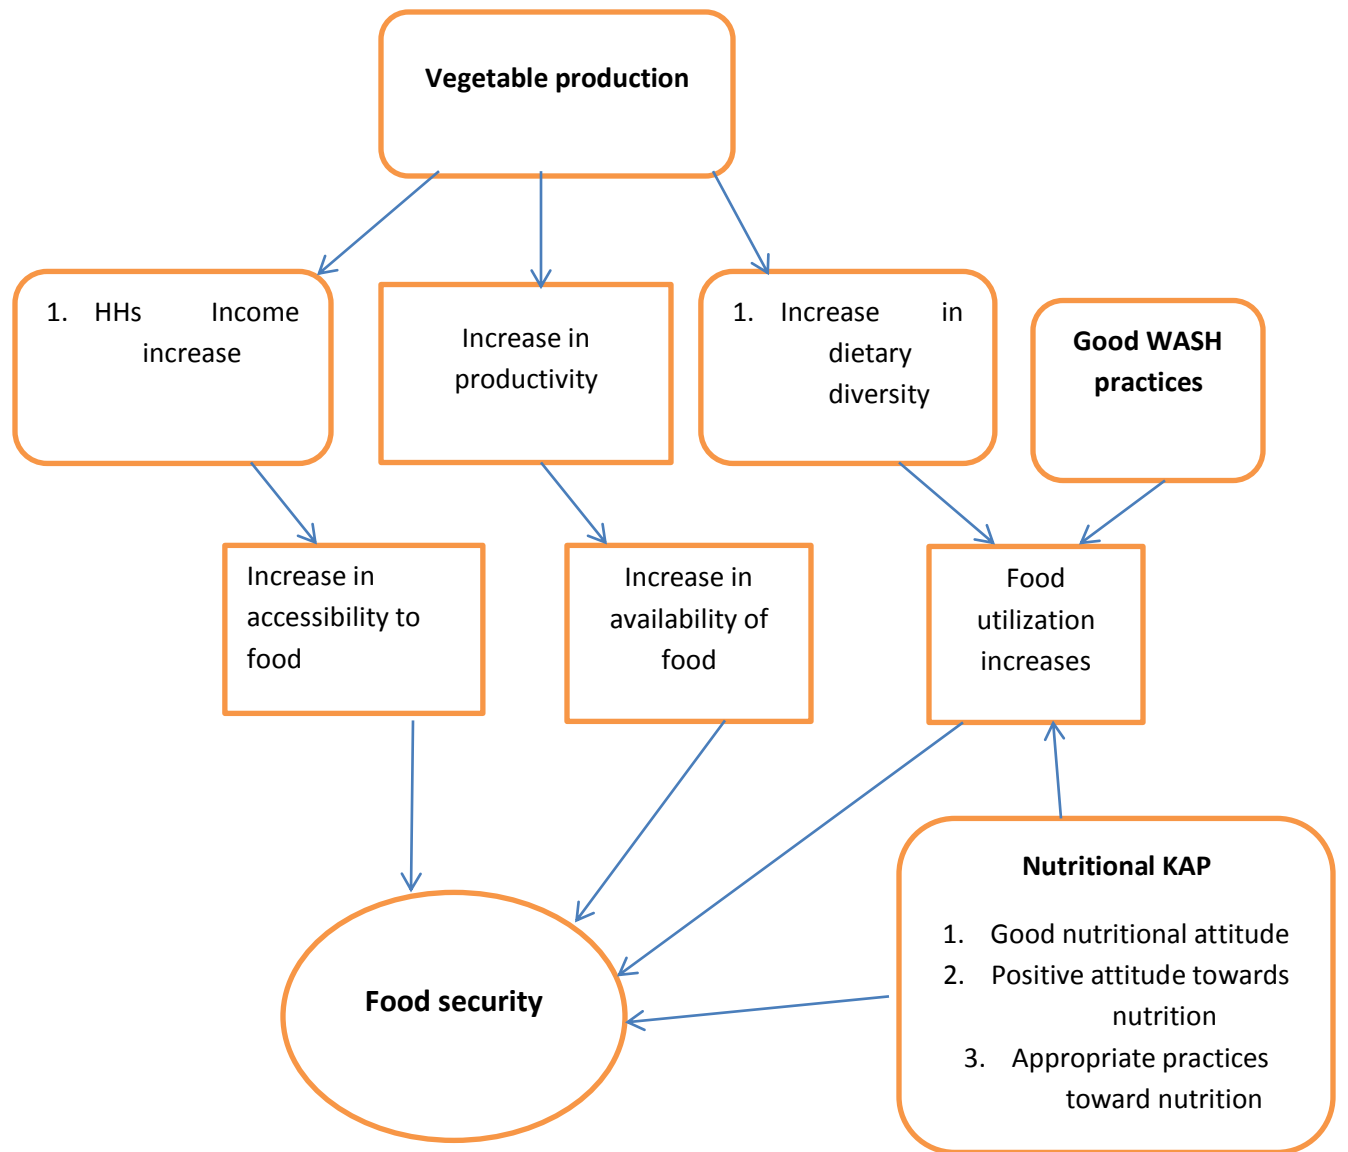 Vegetable production
1. HHs Income
increase
Increase in
productivity
1. Increase in
dietary
diversity
Good WASH
practices
Increase in
accessibility to
food
Increase in
availability of
food
Food
utilization
increases
Nutritional KAP
1. Good nutritional attitude
2. Positive attitude towards
nutrition
3. Appropriate practices
toward nutrition
Food security